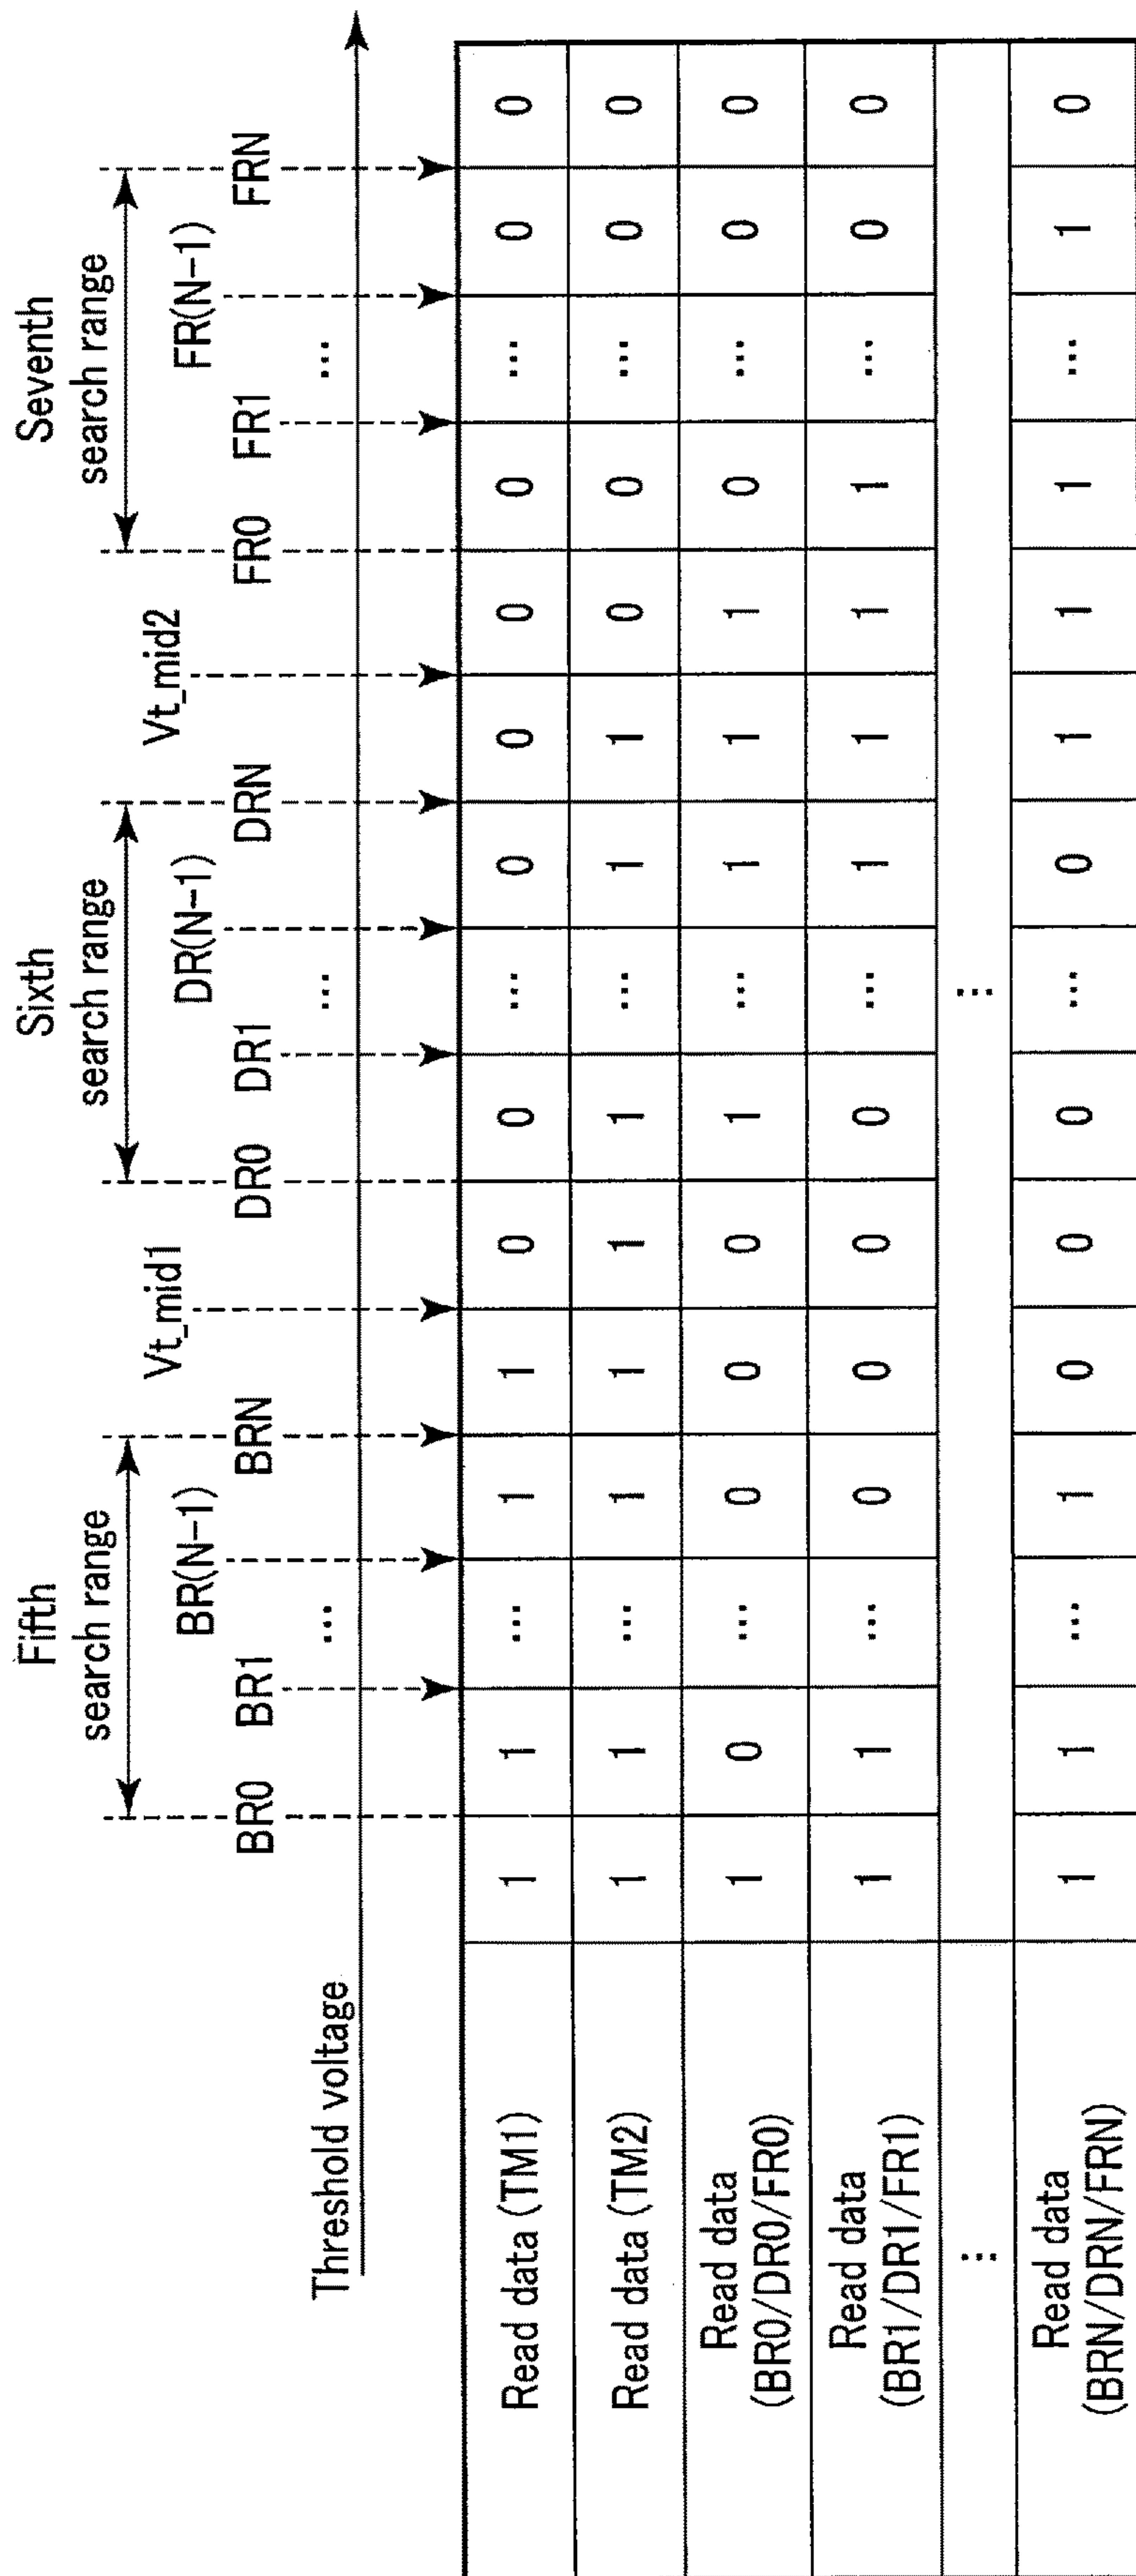 Fifth
search range
Sixth
search range
Seventh
search range
BR(N-1) Vt_mid1 DR(N-1) Vt_mid2 FR(N-1)
BR0 BR1 BRN DR0 DR1 DRN FR0 FR1 FRN
... ... ...
Threshold voltage
Read data (TM1) 1 1 ... 1 1 0 0 ... 0 0 0 0 ... 0 0
Read data (TM2) 1 1 ... 1 1 1 1 ... 1 1 0 0 ... 0 0
Read data
(BR0/DR0/FR0) 1 0 ... 0 0 0 1 ... 1 1 1 0 ... 0 0
Read data
(BR1/DR1/FR1) 1 1 ... 0 0 0 0 ... 1 1 1 1 ... 0 0
... ...
Read data
(BRN/DRN/FRN) 1 1 ... 1 0 0 0 ... 0 1 1 1 ... 1 0